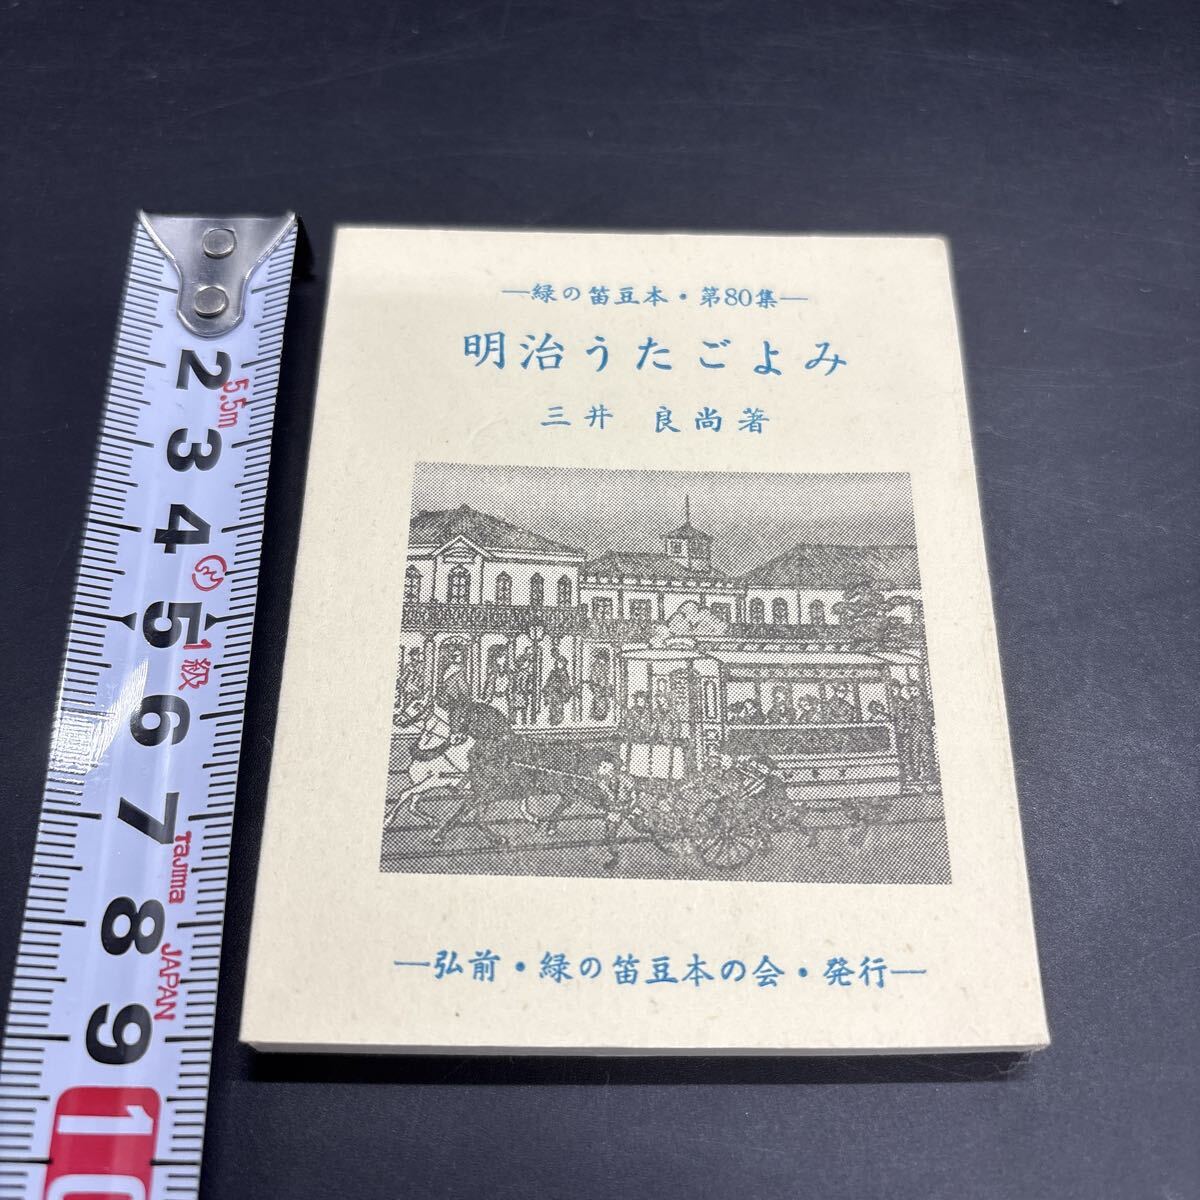 ―緑の笛豆本・第80集―
明治うたごよみ
三井 良尚著
―弘前・緑の笛豆本の会・発行―
2
5.5m
3
4
5
1級
6
7
Tajima
8
JAPAN
9
10